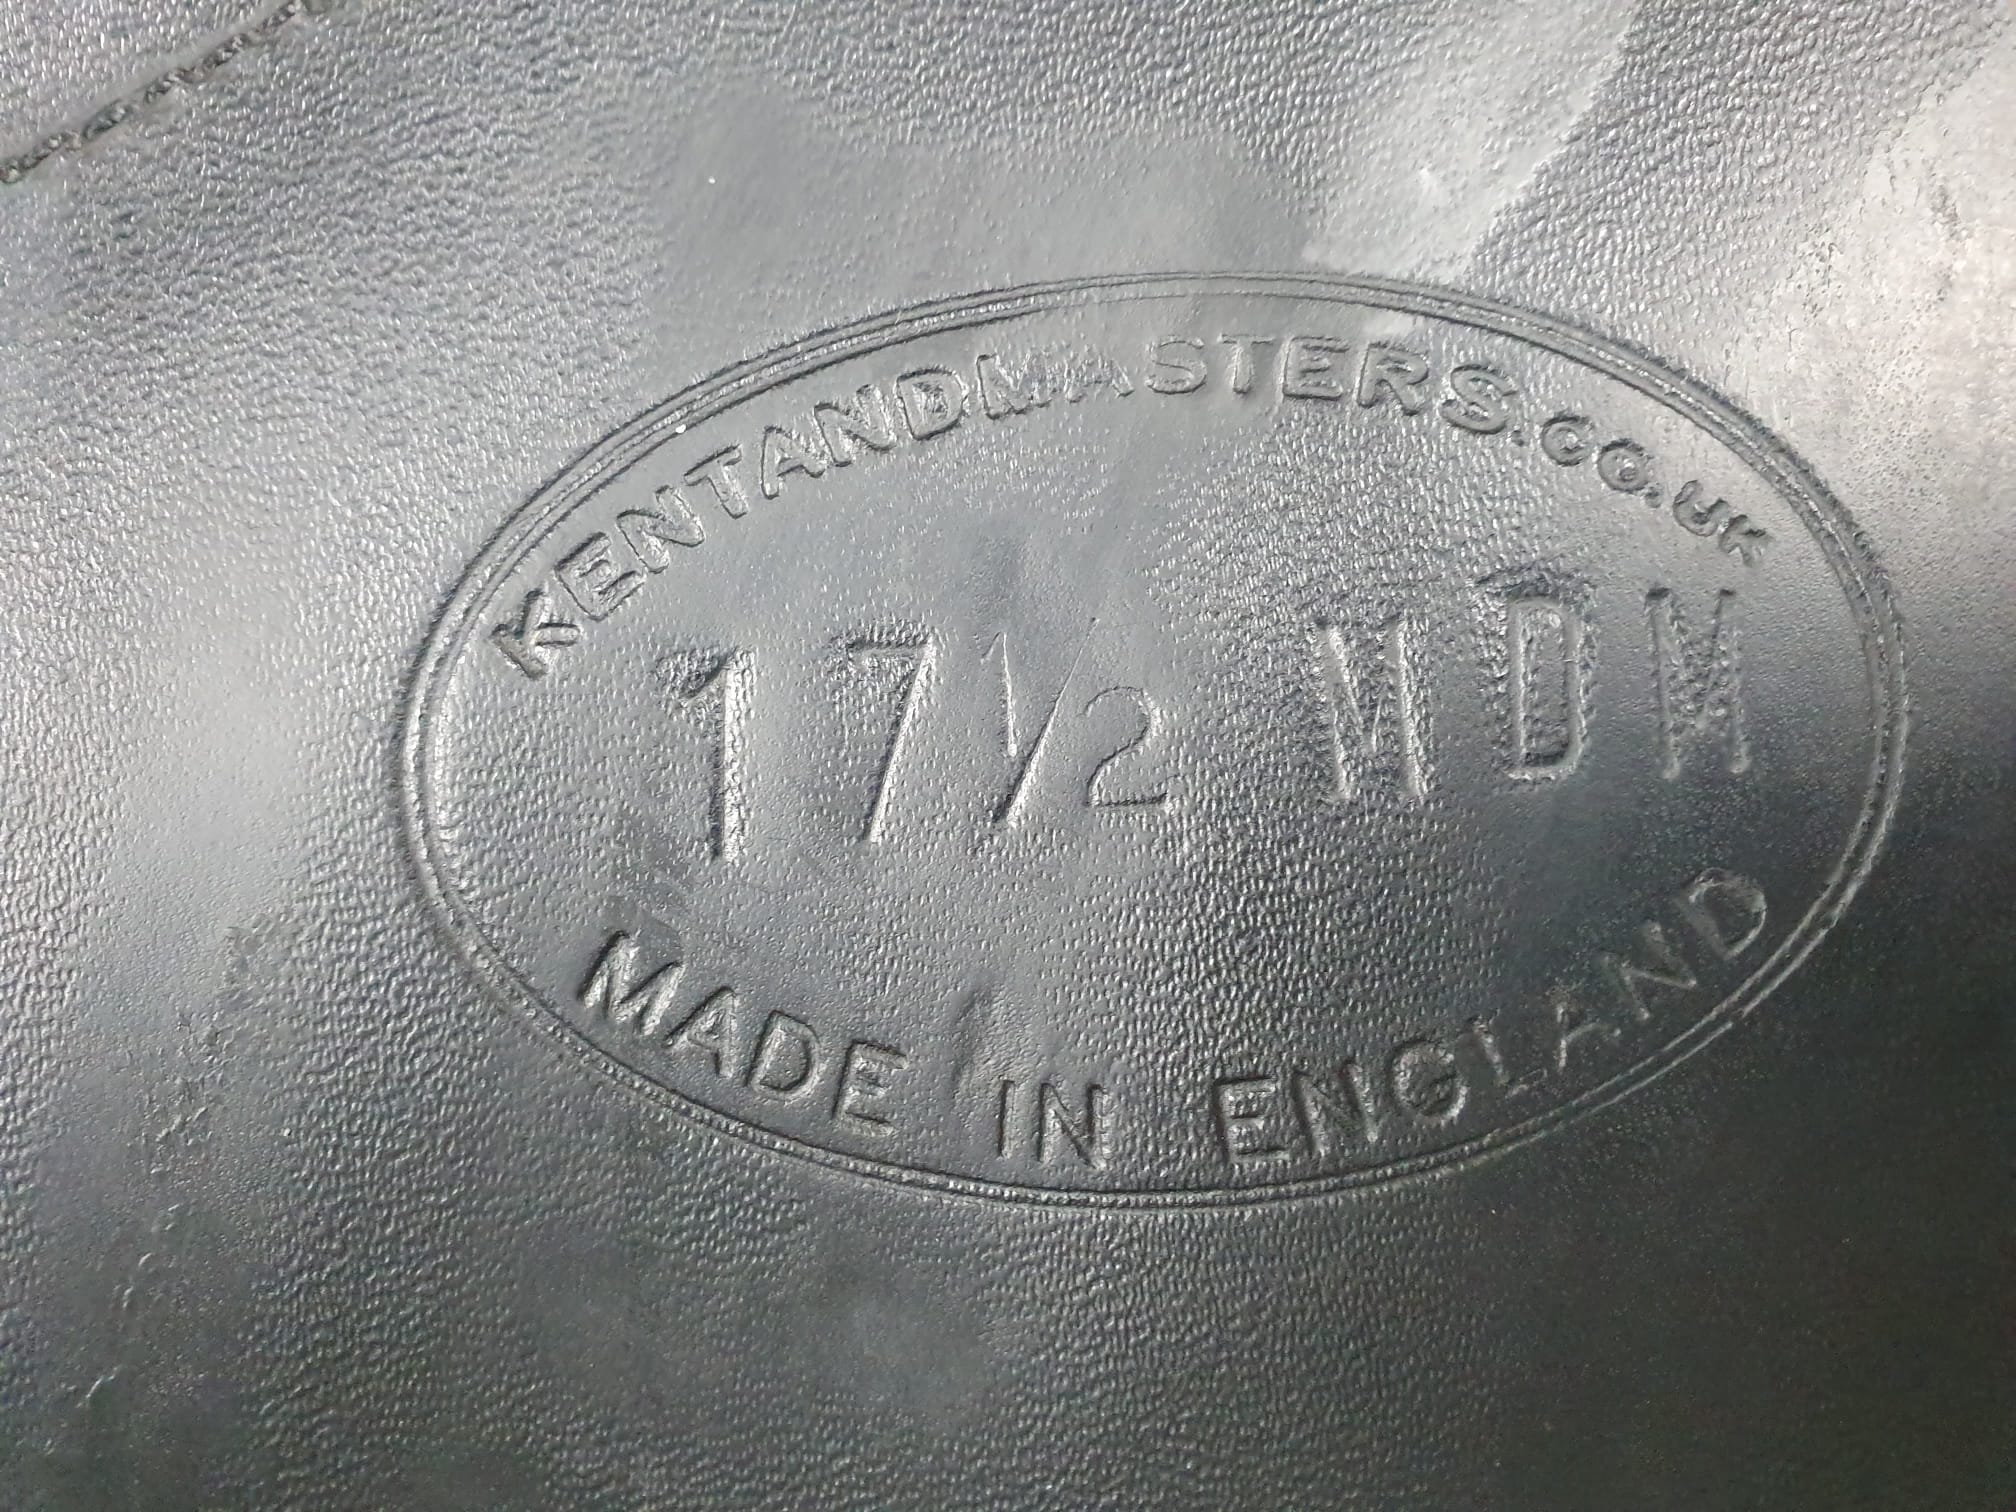 KENTANDMASTERS.CO.UK
17½ MDM
MADE IN ENGLAND